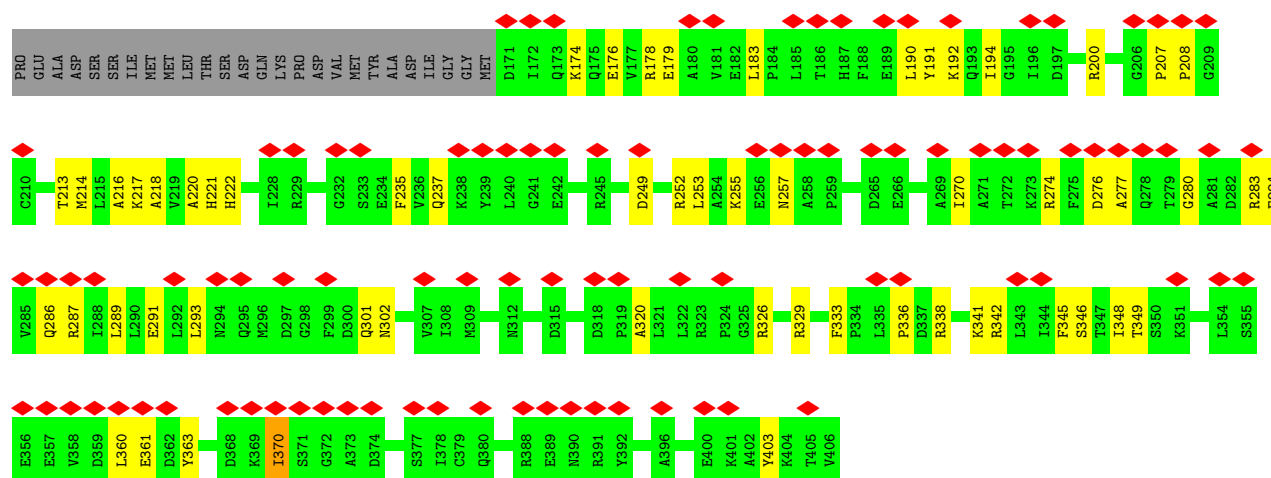 PRO GLU ALA ASP SER SER ILE MET MET LEU THR SER ASP GLN LYS PRO ASP VAL MET TYR ALA ASP ILE GLY GLY MET D171 I172 Q173 K174 Q175 E176 V177 R178 E179 A180 V181 E182 L183 P184 L185 T186 H187 F188 E189 L190 Y191 K192 Q193 I194 G195 I196 D197 R200 G206 P207 P208 G209
C210 T213 M214 L215 A216 K217 A218 V219 A220 H221 H222 I228 R229 G232 S233 E234 F235 V236 Q237 K238 Y239 L240 G241 E242 R245 D249 R252 L253 A254 K255 E256 N257 A258 P259 D265 E266 A269 I270 A271 T272 K273 R274 F275 D276 A277 Q278 T279 G280 A281 D282 R283
V285 Q286 R287 I288 L289 L290 E291 L292 L293 N294 Q295 M296 D297 G298 F299 D300 Q301 N302 V307 I308 M309 N312 D315 D318 P319 A320 L321 L322 R323 P324 G325 R326 R329 F333 P334 L335 P336 D337 R338 K341 R342 L343 I344 F345 S346 T347 I348 T349 S350 K351 L354 S355
E356 E357 V358 D359 L360 E361 D362 Y363 D368 K369 I370 S371 G372 A373 D374 S377 I378 C379 Q380 R388 E389 N390 R391 Y392 A396 E400 K401 A402 Y403 K404 T405 V406